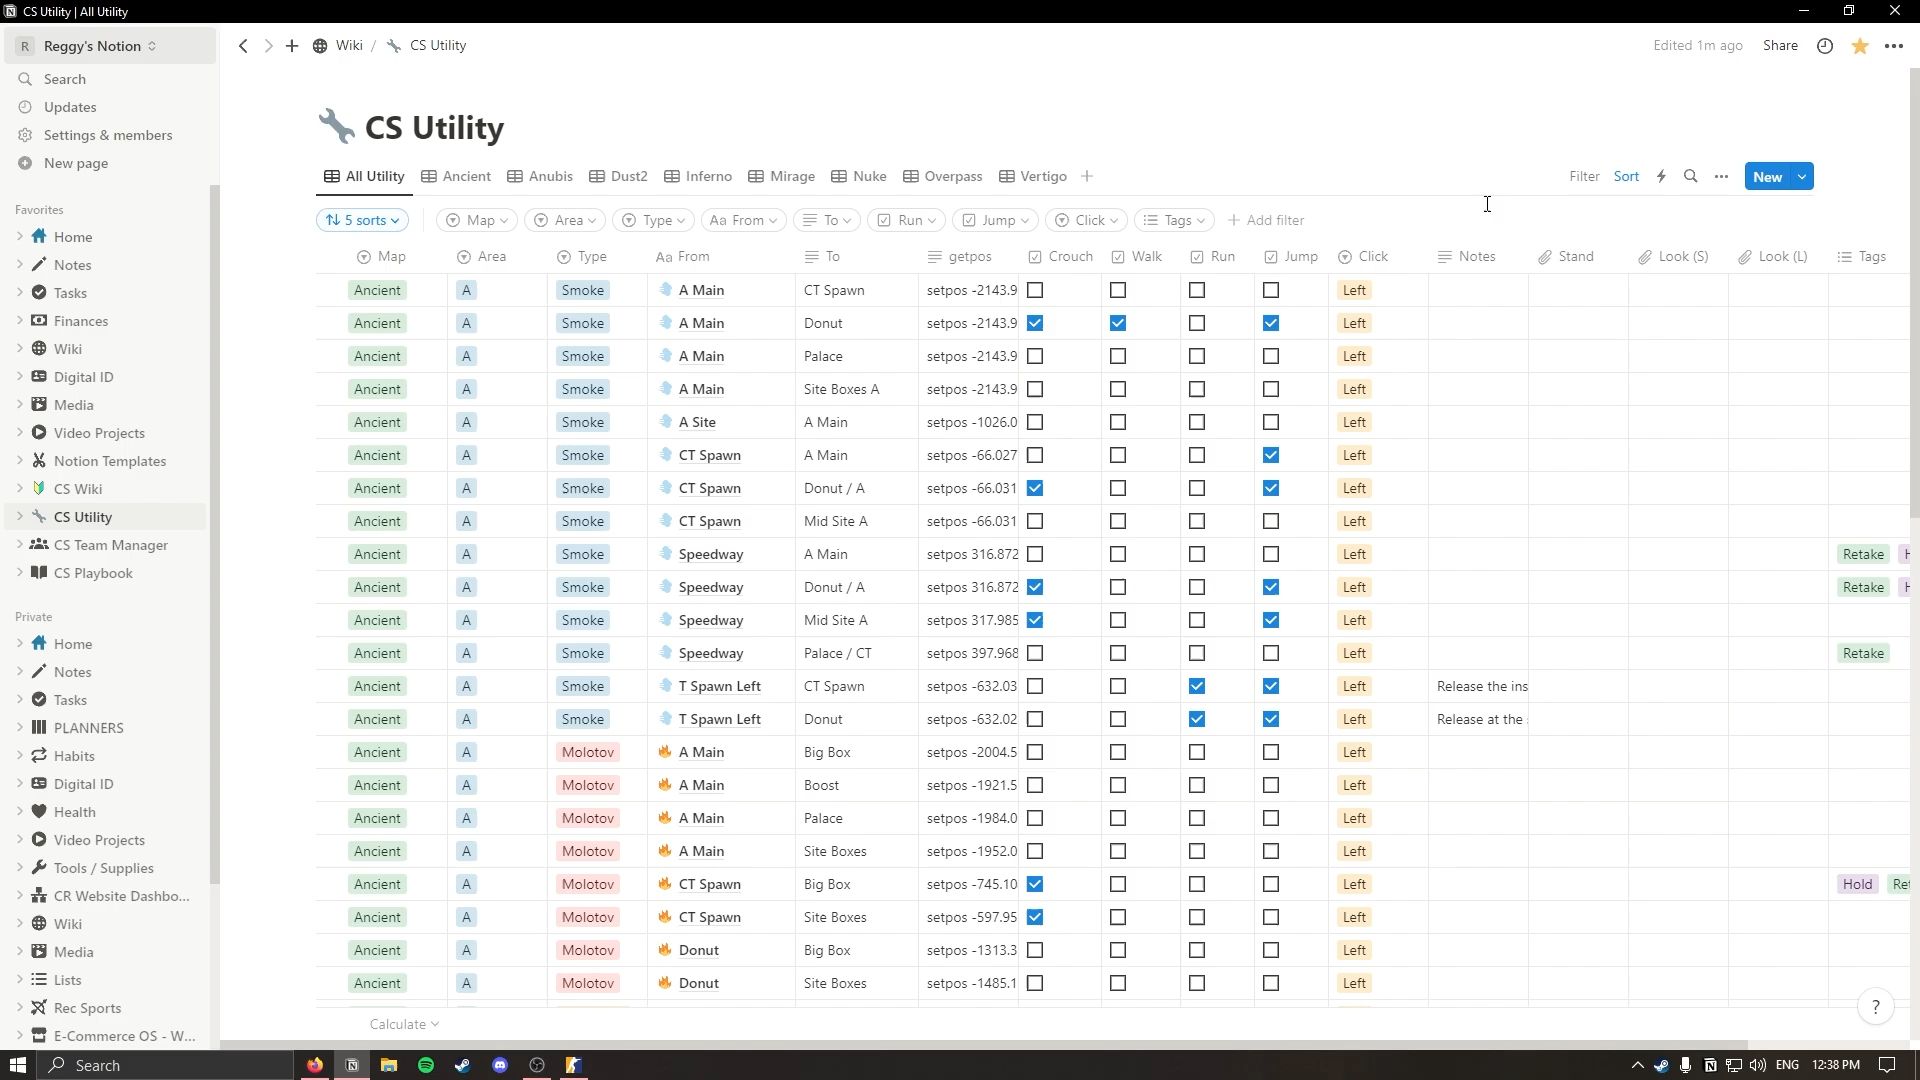 CS Utility | All Utility
R Reggy's Notion
Search
Updates
Settings & members
New page
Favorites
Home
Notes
Tasks
Finances
Wiki
Digital ID
Media
Video Projects
Notion Templates
CS Wiki
CS Utility
CS Team Manager
CS Playbook
Private
Home
Notes
Tasks
PLANNERS
Habits
Digital ID
Health
Video Projects
Tools / Supplies
CR Website Dashbo...
Wiki
Media
Lists
Rec Sports
E-Commerce OS - W...
Wiki / CS Utility
Edited 1m ago Share
CS Utility
All Utility Ancient Anubis Dust2 Inferno Mirage Nuke Overpass Vertigo
Filter Sort New
5 sorts Map Area Type Aa From To Run Jump Click Tags Add filter
Map Area Type Aa From To getpos Crouch Walk Run Jump Click Notes Stand Look (S) Look (L) Tags
Ancient A Smoke A Main CT Spawn setpos -2143.9 Left
Ancient A Smoke A Main Donut setpos -2143.9 Left
Ancient A Smoke A Main Palace setpos -2143.9 Left
Ancient A Smoke A Main Site Boxes A setpos -2143.9 Left
Ancient A Smoke A Site A Main setpos -1026.0 Left
Ancient A Smoke CT Spawn A Main setpos -66.027 Left
Ancient A Smoke CT Spawn Donut / A setpos -66.031 Left
Ancient A Smoke CT Spawn Mid Site A setpos -66.031 Left
Ancient A Smoke Speedway A Main setpos 316.872 Left Retake H
Ancient A Smoke Speedway Donut / A setpos 316.872 Left Retake H
Ancient A Smoke Speedway Mid Site A setpos 317.985 Left
Ancient A Smoke Speedway Palace / CT setpos 397.968 Left Retake
Ancient A Smoke T Spawn Left CT Spawn setpos -632.03 Left Release the ins
Ancient A Smoke T Spawn Left Donut setpos -632.02 Left Release at the
Ancient A Molotov A Main Big Box setpos -2004.5 Left
Ancient A Molotov A Main Boost setpos -1921.5 Left
Ancient A Molotov A Main Palace setpos -1984.0 Left
Ancient A Molotov A Main Site Boxes setpos -1952.0 Left
Ancient A Molotov CT Spawn Big Box setpos -745.10 Left Hold Ret
Ancient A Molotov CT Spawn Site Boxes setpos -597.95 Left
Ancient A Molotov Donut Big Box setpos -1313.3 Left
Ancient A Molotov Donut Site Boxes setpos -1485.1 Left
Calculate
?
Search
ENG 12:38 PM